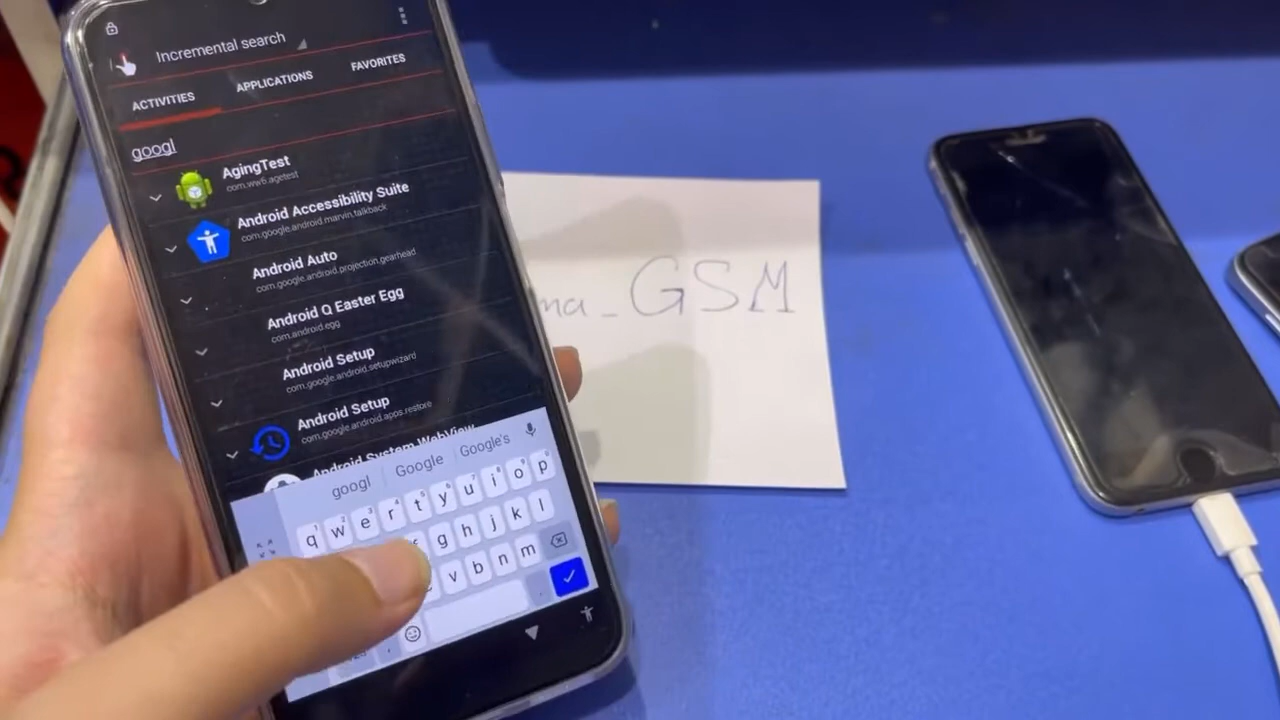 Incremental search
ACTIVITIES APPLICATIONS FAVORITES
googl
AgingTest
com.ww6.agetest
Android Accessibility Suite
com.google.android.marvin.talkback
Android Auto
com.google.android.projection.gearhead
Android Q Easter Egg
com.android.egg
Android Setup
com.google.android.setupwizard
Android Setup
com.google.android.apps.restore
Android System WebView
googl Google Google's
q w e r t y u i o p
g h j k l
v b n m
ma_GSM